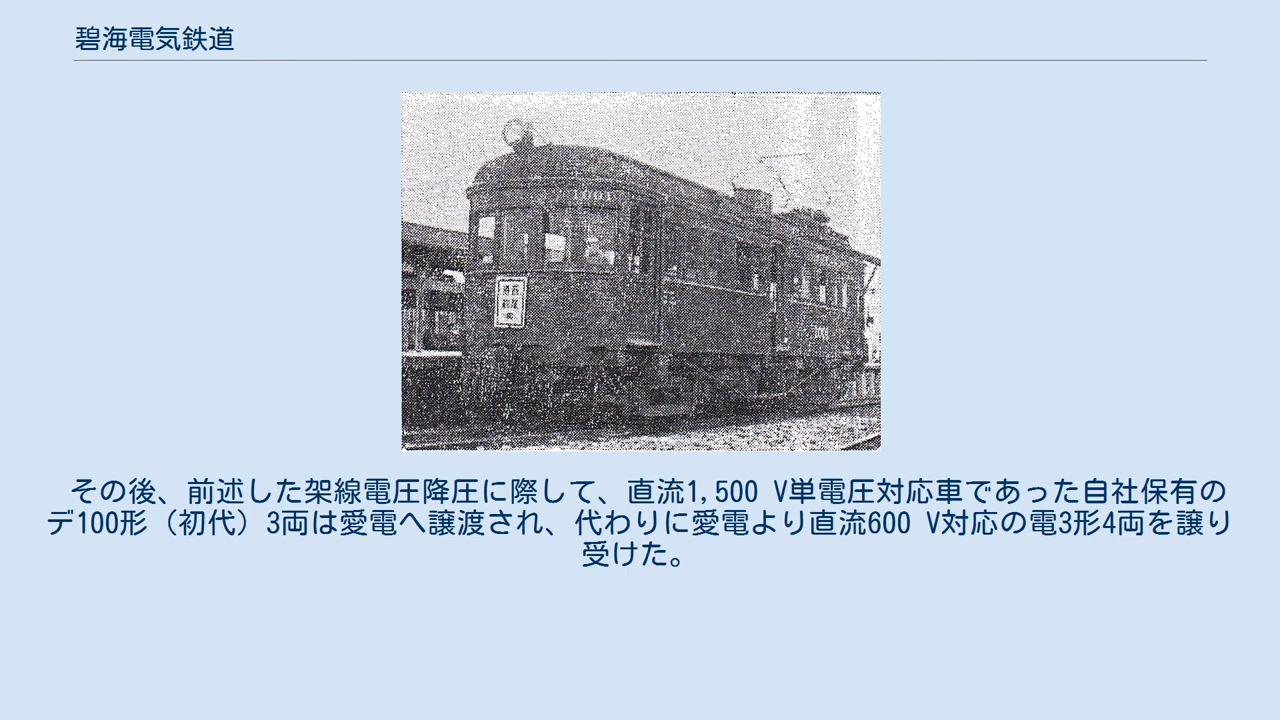 碧海電気鉄道
その後、前述した架線電圧降圧に際して、直流1,500 V単電圧対応車であった自社保有の
デ100形（初代）3両は愛電へ譲渡され、代わりに愛電より直流600 V対応の電3形4両を譲り
受けた。